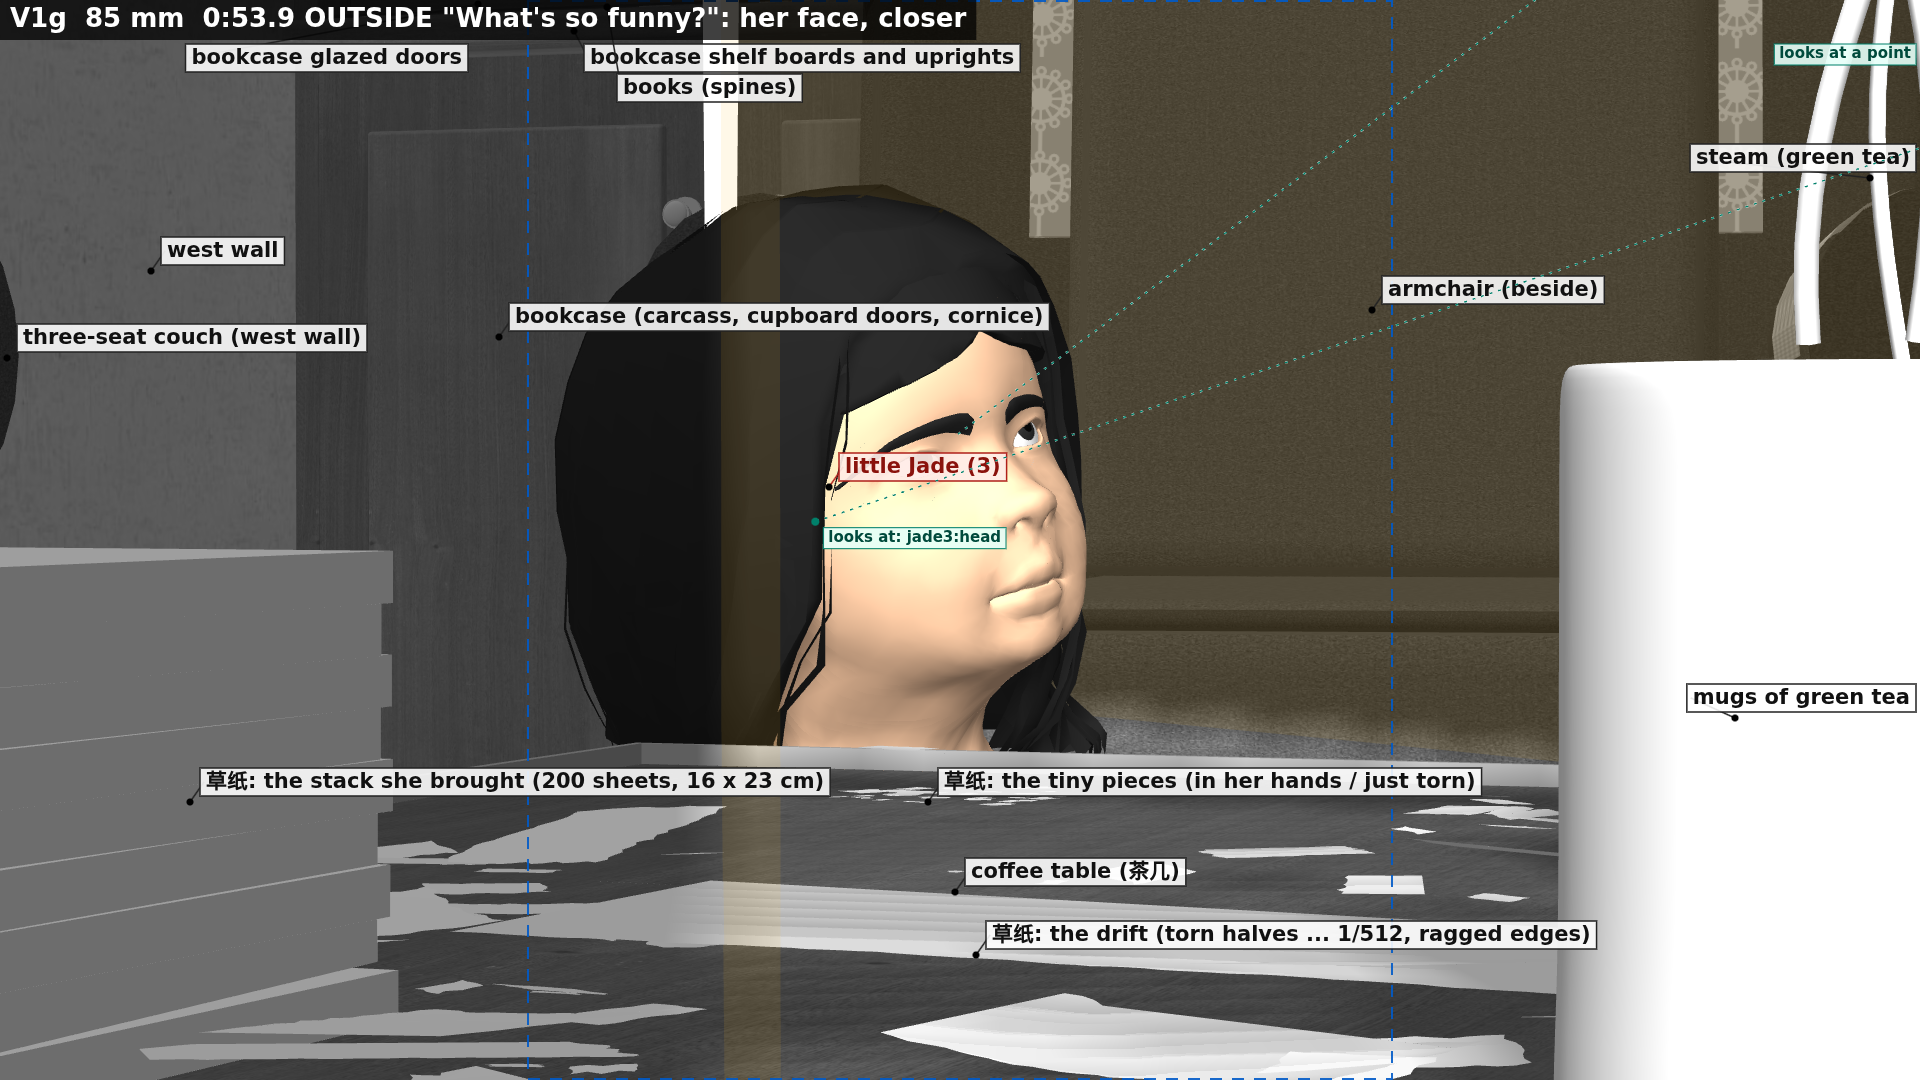 V1g  85 mm  0:53.9 OUTSIDE "What's so funny?": her face, closer
bookcase glazed doors
bookcase shelf boards and uprights
looks at a point
books (spines)
steam (green tea)
west wall
armchair (beside)
bookcase (carcass, cupboard doors, cornice)
three-seat couch (west wall)
little Jade (3)
looks at: jade3:head
mugs of green tea
草纸: the stack she brought (200 sheets, 16 x 23 cm)
草纸: the tiny pieces (in her hands / just torn)
coffee table (茶几)
草纸: the drift (torn halves ... 1/512, ragged edges)